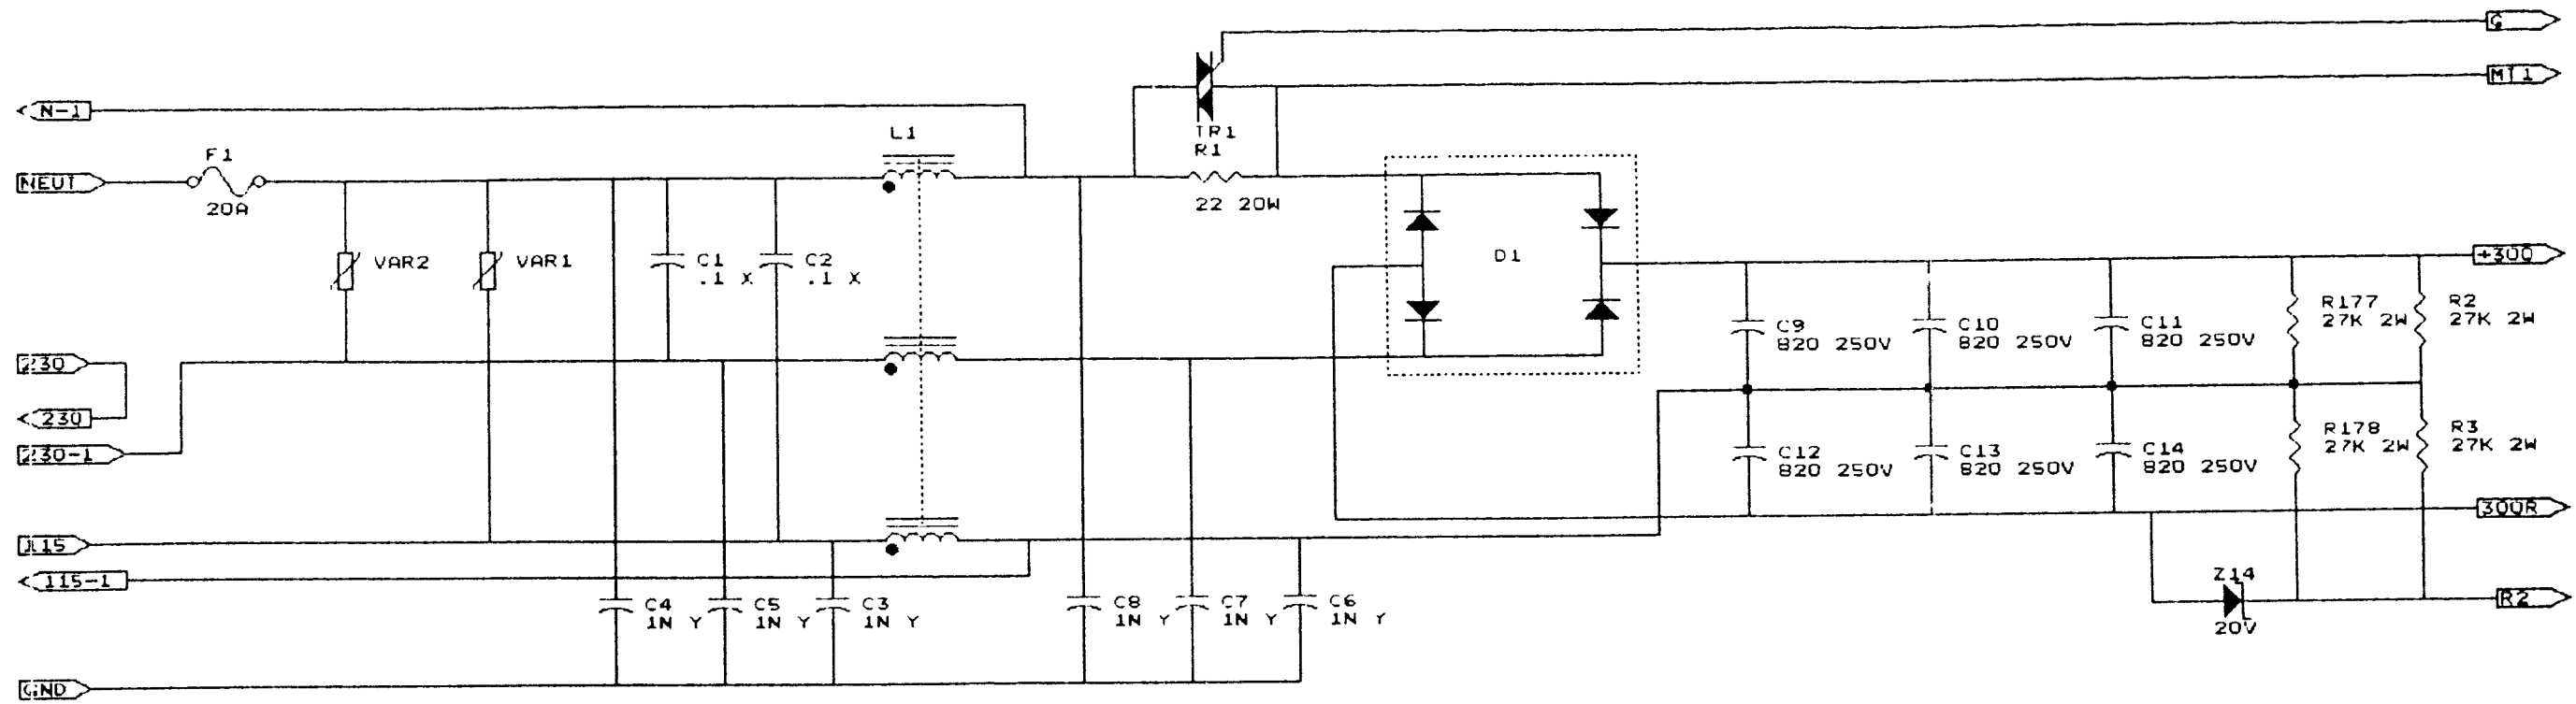 G
MT1
N-1
L1
TR1
R1
F1
NEUT
20A
22 20W
VAR2
VAR1
C1
.1 X
C2
.1 X
D1
+300
C9
820 250V
C10
820 250V
C11
820 250V
R177
27K 2W
R2
27K 2W
230
230
230-1
C12
820 250V
C13
820 250V
C14
820 250V
R178
27K 2W
R3
27K 2W
300R
115
115-1
C4
1N Y
C5
1N Y
C3
1N Y
C8
1N Y
C7
1N Y
C6
1N Y
Z14
20V
R2
GND